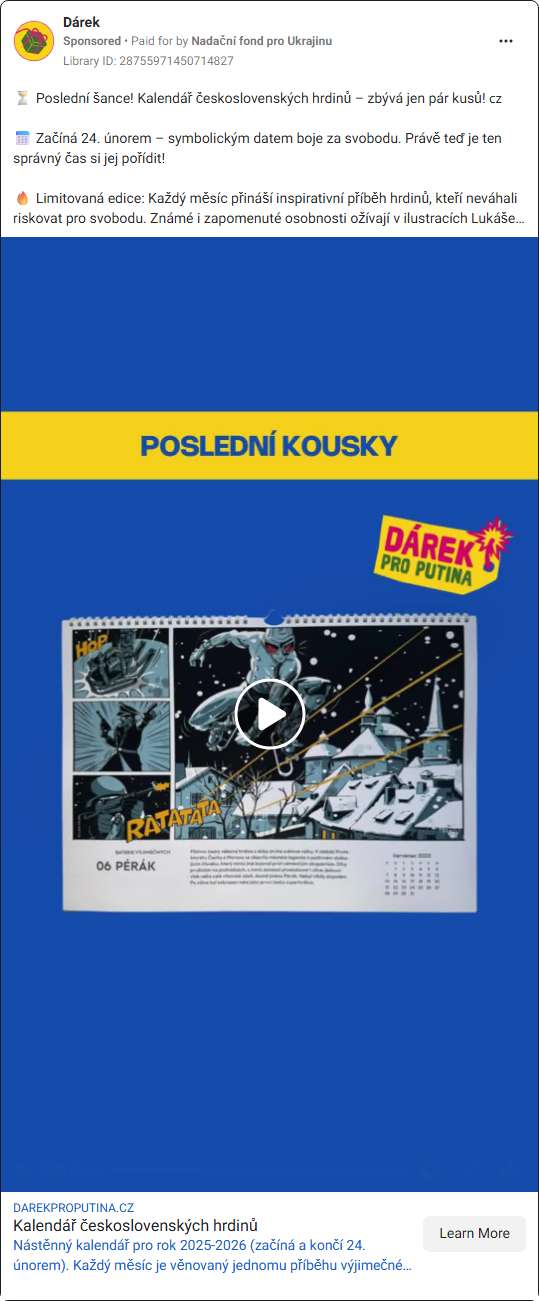 Dárek
Sponsored • Paid for by Nadační fond pro Ukrajinu
Library ID: 28755971450714827
⏳ Poslední šance! Kalendář československých hrdinů – zbývá jen pár kusů! cz
📅 Začíná 24. únorem – symbolickým datem boje za svobodu. Právě teď je ten
správný čas si jej pořídit!
🔥 Limitovaná edice: Každý měsíc přináší inspirativní příběh hrdinů, kteří neváhali
riskovat pro svobodu. Známé i zapomenuté osobnosti ožívají v ilustracích Lukáše…
POSLEDNÍ KOUSKY
DÁREK
PRO PUTINA
HOP
RATATATA
06 PÉRÁK
DAREKPROPUTINA.CZ
Kalendář československých hrdinů
Nástěnný kalendář pro rok 2025-2026 (začíná a končí 24.
únorem). Každý měsíc je věnovaný jednomu příběhu výjimečné…
Learn More